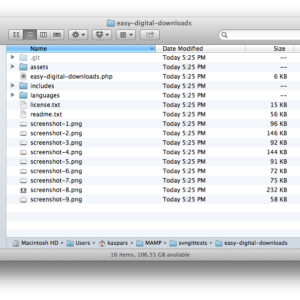 easy-digital-downloads
Name Date Modified Size
.git Today 5:25 PM --
assets Today 5:25 PM --
easy-digital-downloads.php Today 5:25 PM 6 KB
includes Today 5:25 PM --
languages Today 5:25 PM --
license.txt Today 5:25 PM 15 KB
readme.txt Today 5:25 PM 56 KB
screenshot-1.png Today 5:25 PM 96 KB
screenshot-2.png Today 5:25 PM 146 KB
screenshot-3.png Today 5:25 PM 92 KB
screenshot-4.png Today 5:25 PM 144 KB
screenshot-5.png Today 5:25 PM 91 KB
screenshot-6.png Today 5:25 PM 72 KB
screenshot-7.png Today 5:25 PM 75 KB
screenshot-8.png Today 5:25 PM 232 KB
screenshot-9.png Today 5:25 PM 58 KB
Macintosh HD Users kaspars MAMP svngittests easy-digital-downloads
16 items, 106.55 GB available